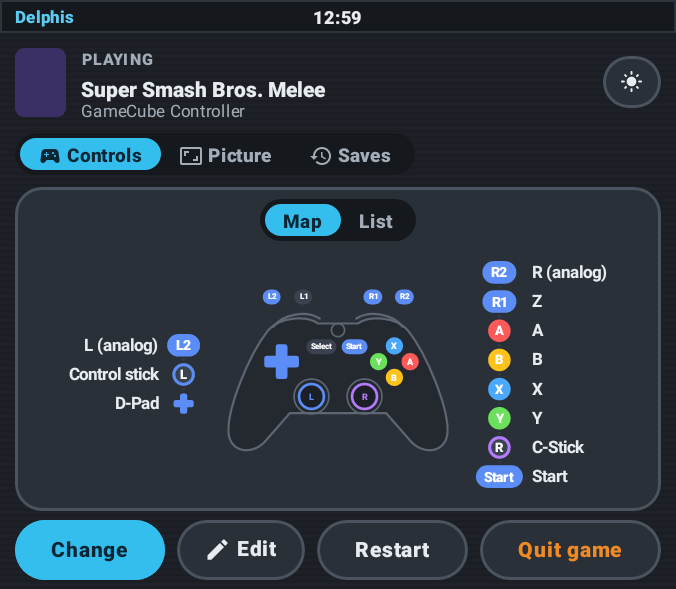 Delphis
12:59
PLAYING
Super Smash Bros. Melee
GameCube Controller
Controls
Picture
Saves
Map
List
L (analog) L2
Control stick L
D-Pad
L2 L1 R1 R2
Select Start X
Y A
B
L R
R2 R (analog)
R1 Z
A A
B B
X X
Y Y
R C-Stick
Start Start
Change
Edit
Restart
Quit game